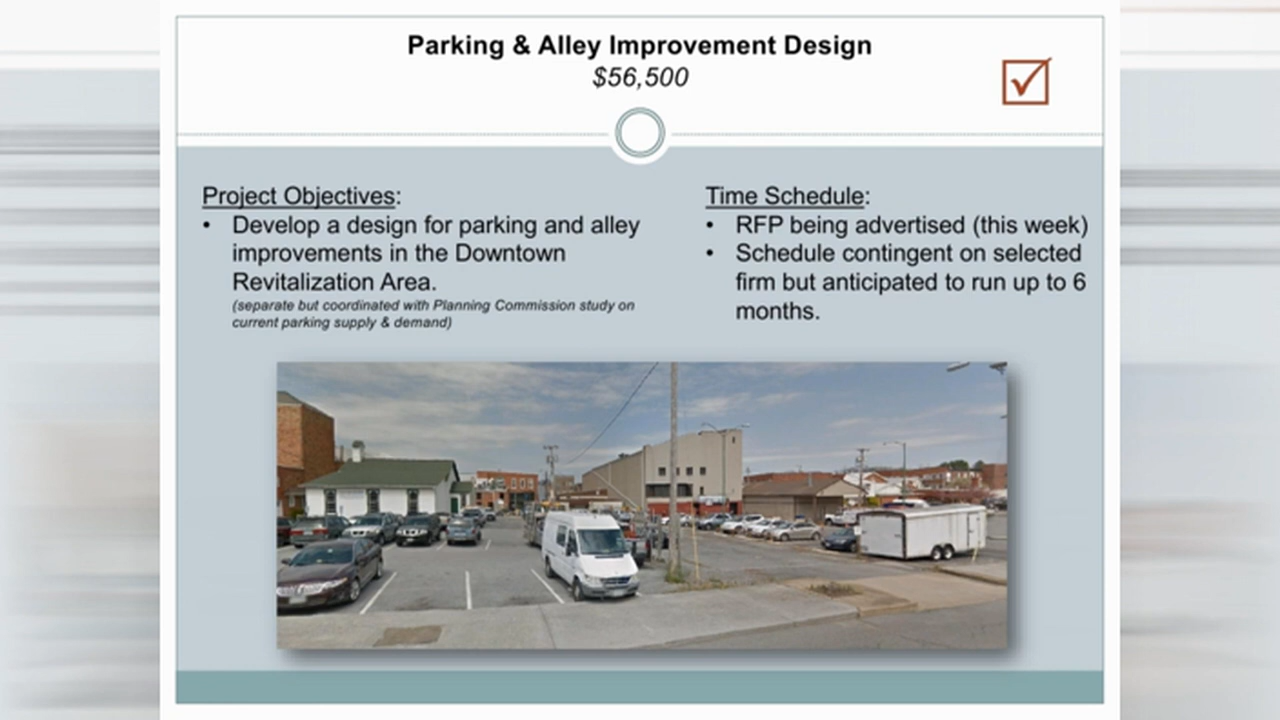 Parking & Alley Improvement Design
$56,500
Project Objectives:
• Develop a design for parking and alley
improvements in the Downtown
Revitalization Area.
(separate but coordinated with Planning Commission study on
current parking supply & demand)
Time Schedule:
• RFP being advertised (this week)
• Schedule contingent on selected
firm but anticipated to run up to 6
months.